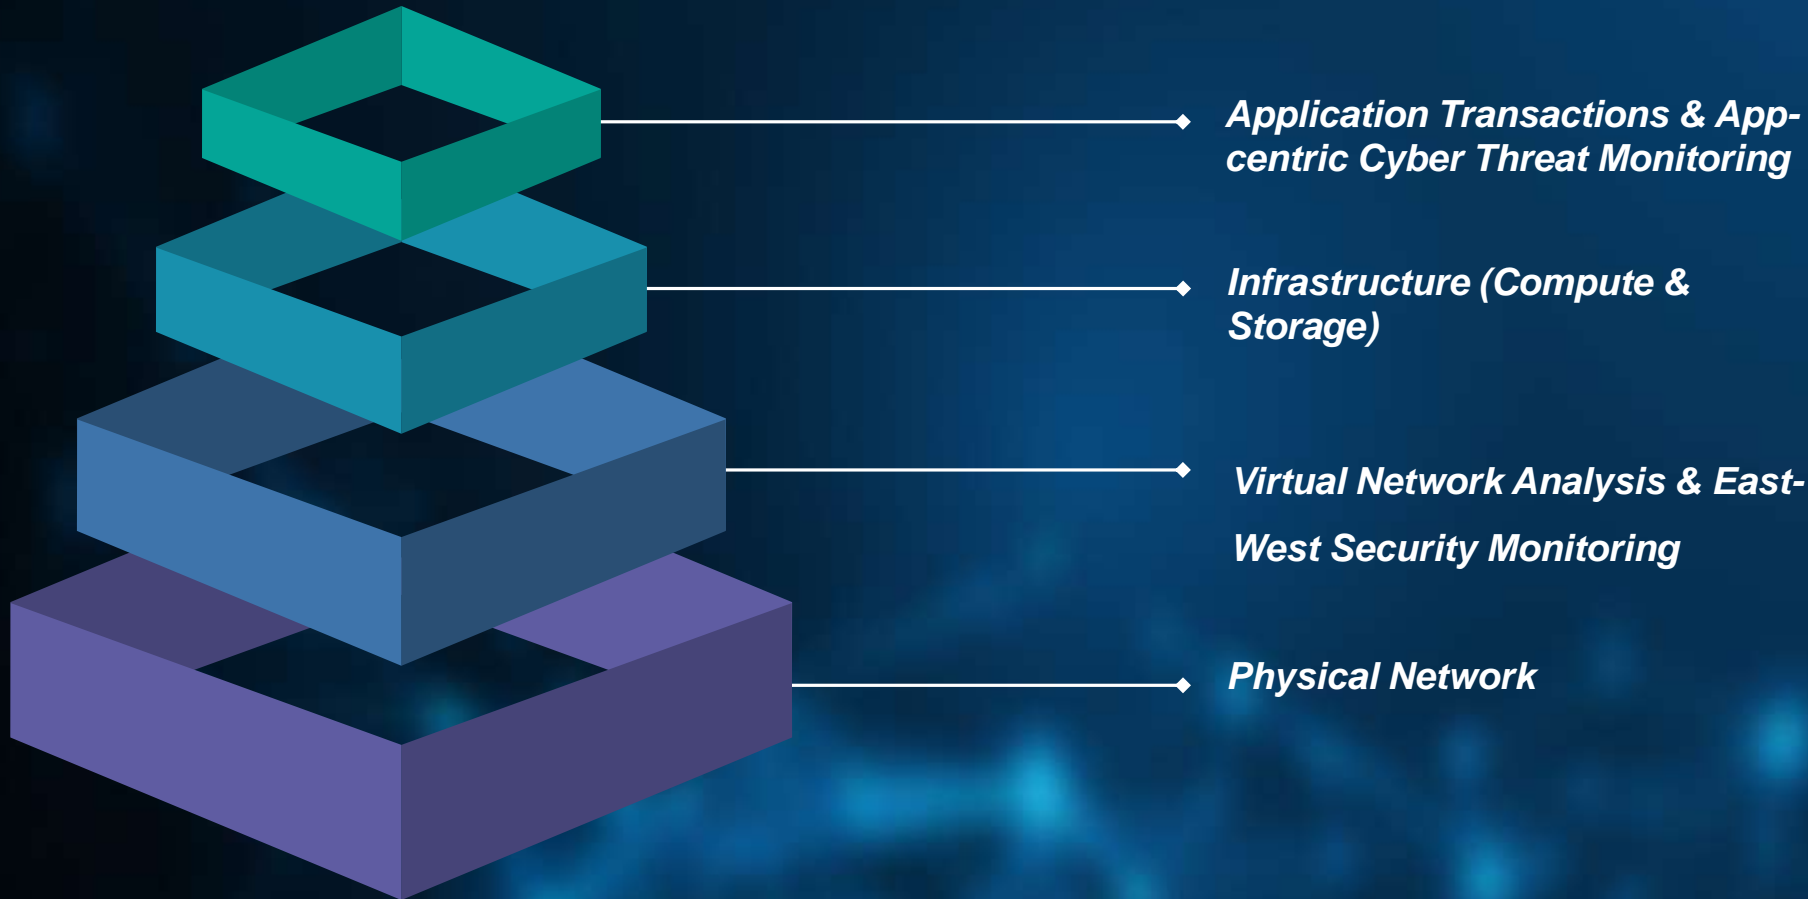 Application Transactions & App-
centric Cyber Threat Monitoring
Infrastructure (Compute &
Storage)
Virtual Network Analysis & East-
West Security Monitoring
Physical Network